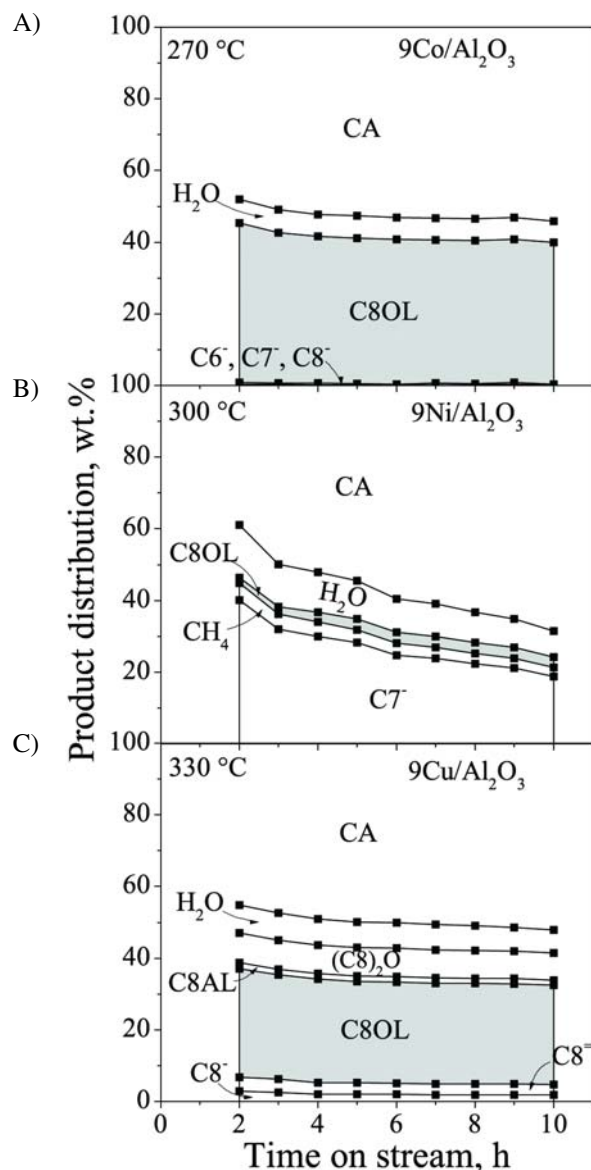 A)
100
270 °C
9Co/Al₂O₃
80
CA
60
H₂O
40
C8OL
20
C6⁻, C7⁻, C8⁻
B)
100
300 °C
9Ni/Al₂O₃
80
CA
60
C8OL
H₂O
40
CH₄
20
C7⁻
C)
100
330 °C
9Cu/Al₂O₃
80
CA
60
H₂O
(C8)₂O
40
C8AL
C8OL
20
C8⁻
C8⁼
0
0 2 4 6 8 10
Time on stream, h
Product distribution, wt.%